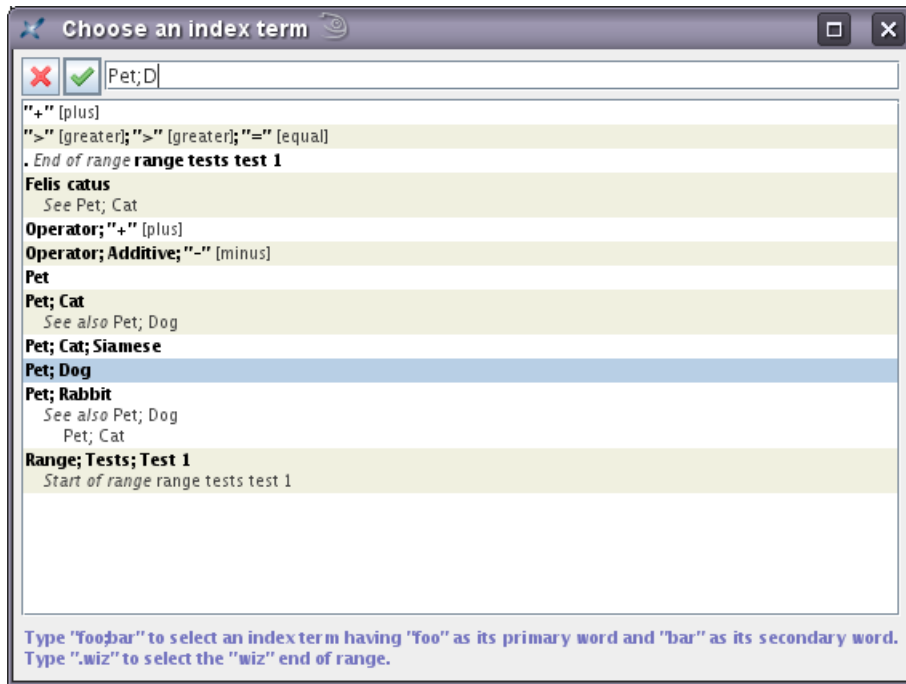 Choose an index term
Pet;D
"+" [plus]
">" [greater]; ">" [greater]; "=" [equal]
. End of range range tests test 1
Felis catus
See Pet; Cat
Operator; "+" [plus]
Operator; Additive; "-" [minus]
Pet
Pet; Cat
See also Pet; Dog
Pet; Cat; Siamese
Pet; Dog
Pet; Rabbit
See also Pet; Dog
Pet; Cat
Range; Tests; Test 1
Start of range range tests test 1
Type "foo;bar" to select an index term having "foo" as its primary word and "bar" as its secondary word.
Type ".wiz" to select the "wiz" end of range.